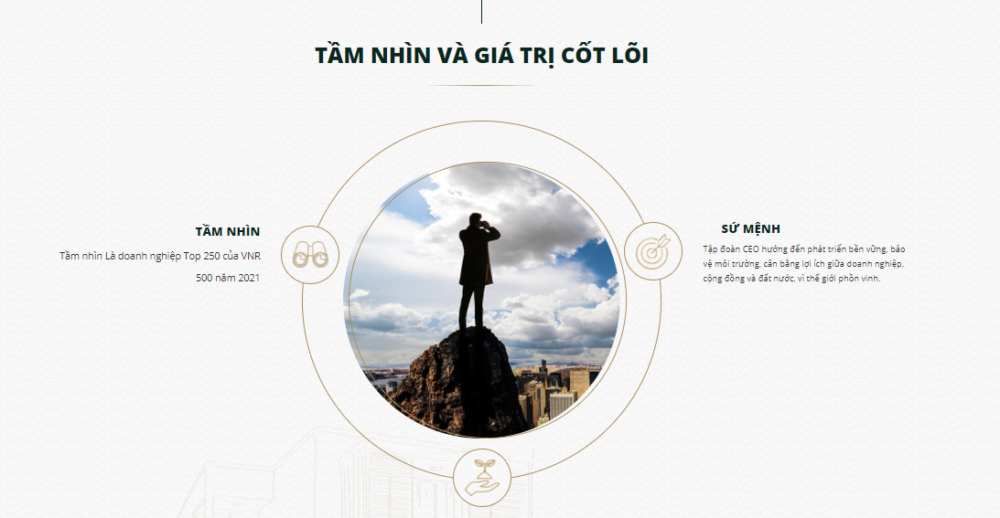 TẦM NHÌN VÀ GIÁ TRỊ CỐT LÕI
TẦM NHÌN
Tầm nhìn Là doanh nghiệp Top 250 của VNR
500 năm 2021
SỨ MỆNH
Tập đoàn CEO hướng đến phát triển bền vững, bảo
vệ môi trường, cân bằng lợi ích giữa doanh nghiệp,
cộng đồng và đất nước, vì thế giới phồn vinh.